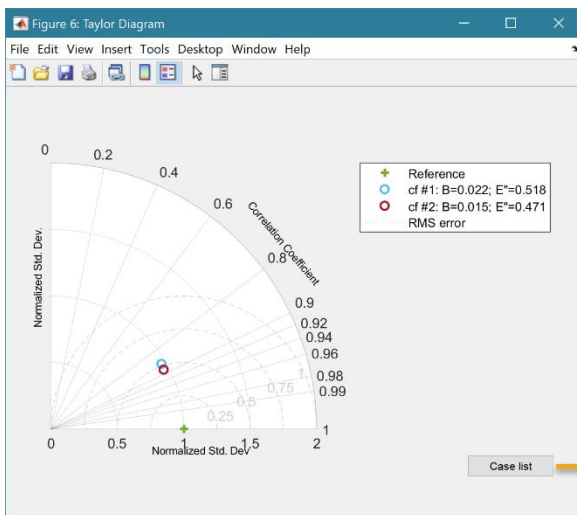 Figure 6: Taylor Diagram
File Edit View Insert Tools Desktop Window Help
0
0.2
0.4
0.6
Correlation Coefficient
0.8
0.9
0.92
0.94
0.96
0.98
0.99
1
Normalized Std. Dev.
1
0.75
0.5
0.25
0 0.5 1 1.5 2
Normalized Std. Dev
Reference
cf #1: B=0.022; E"=0.518
cf #2: B=0.015; E"=0.471
RMS error
Case list